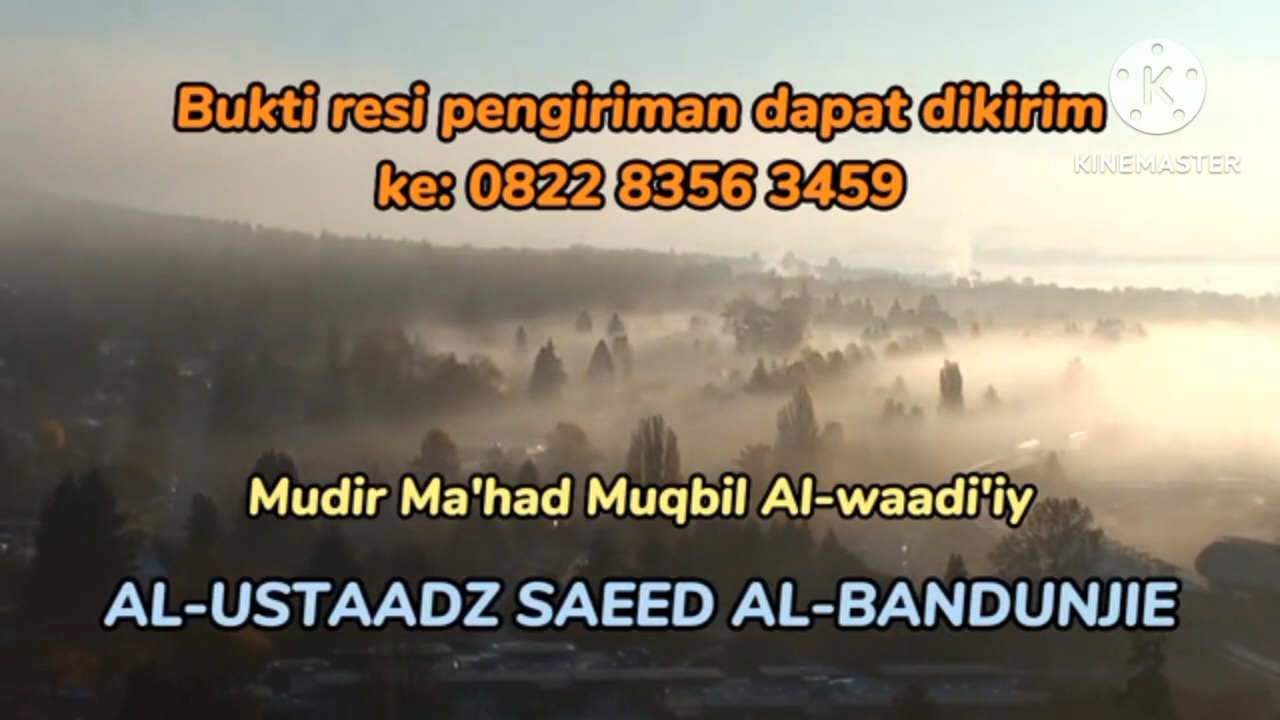 Bukti resi pengiriman dapat dikirim
ke: 0822 8356 3459
KINEMASTER
Mudir Ma'had Muqbil Al-waadi'iy
AL-USTAADZ SAEED AL-BANDUNJIE